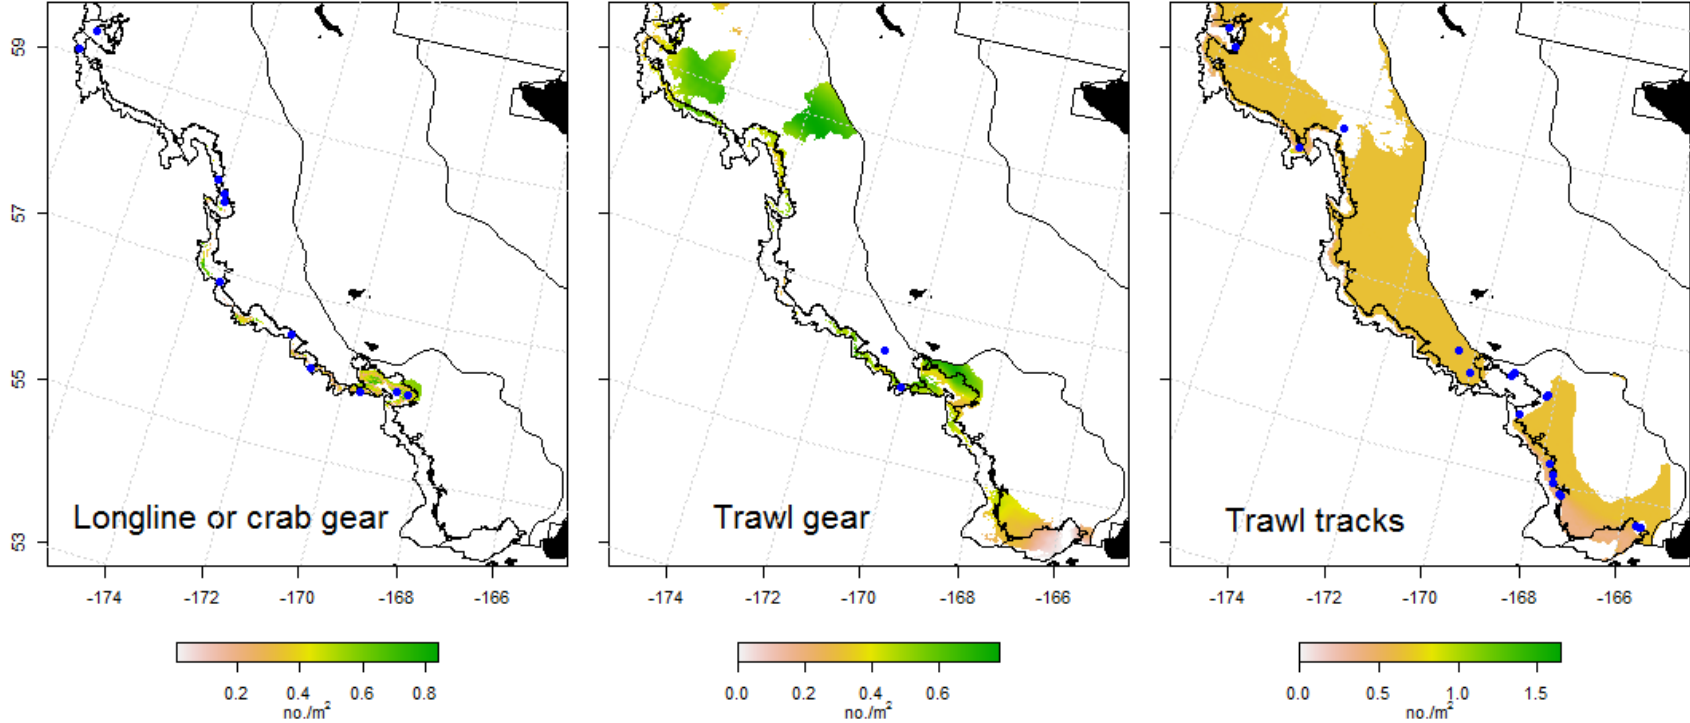 59
57
55
53
Longline or crab gear
Trawl gear
Trawl tracks
-174 -172 -170 -168 -166
-174 -172 -170 -168 -166
-174 -172 -170 -168 -166
0.2 0.4 0.6 0.8
no./m²
0.0 0.2 0.4 0.6
no./m²
0.0 0.5 1.0 1.5
no./m²